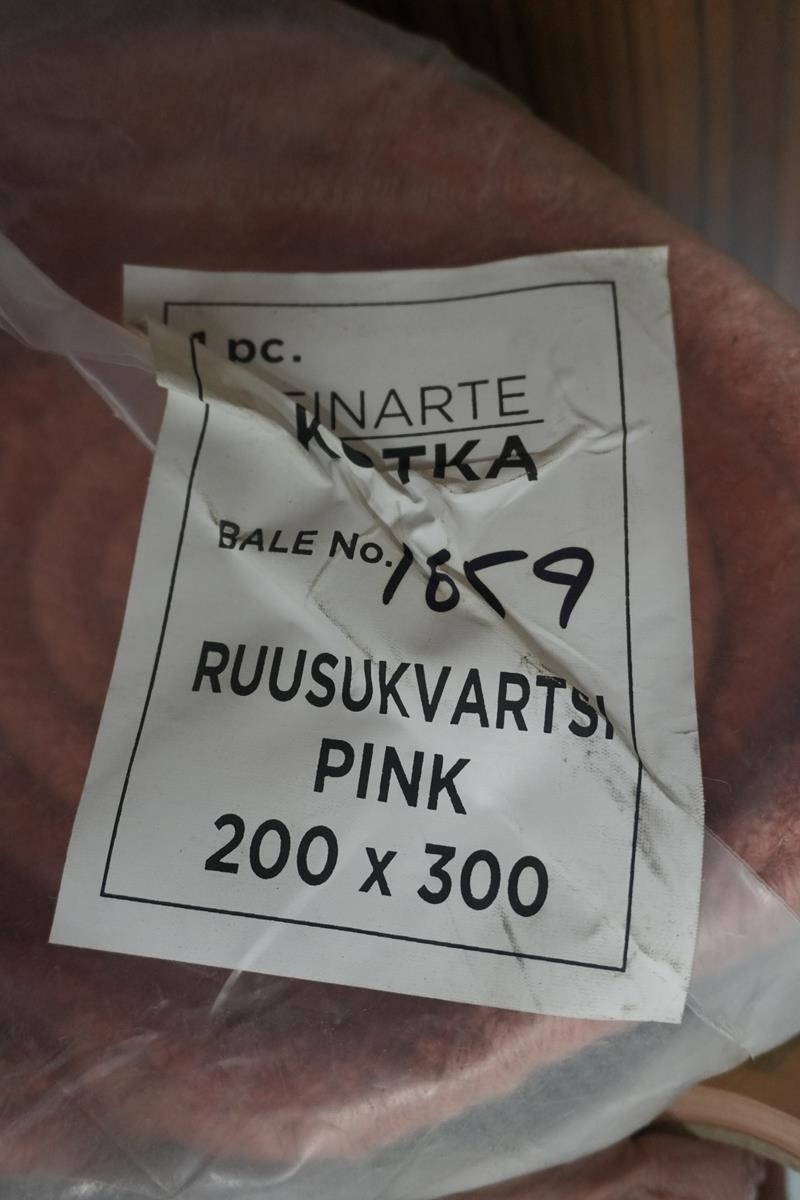 1 pc.
FINARTE
KOTKA
BALE No. 1859
RUUSUKVARTSI
PINK
200 x 300